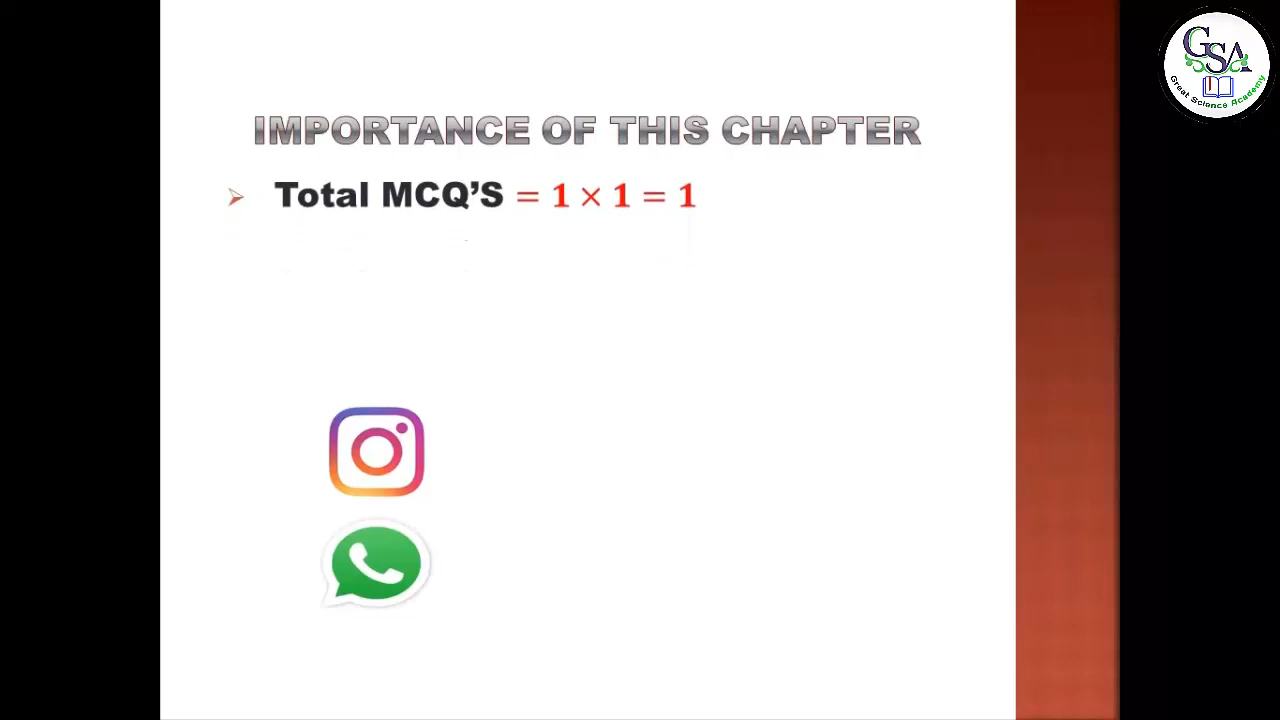 GSA
Great Science Academy
IMPORTANCE OF THIS CHAPTER
➢ Total MCQ’S = 1 × 1 = 1